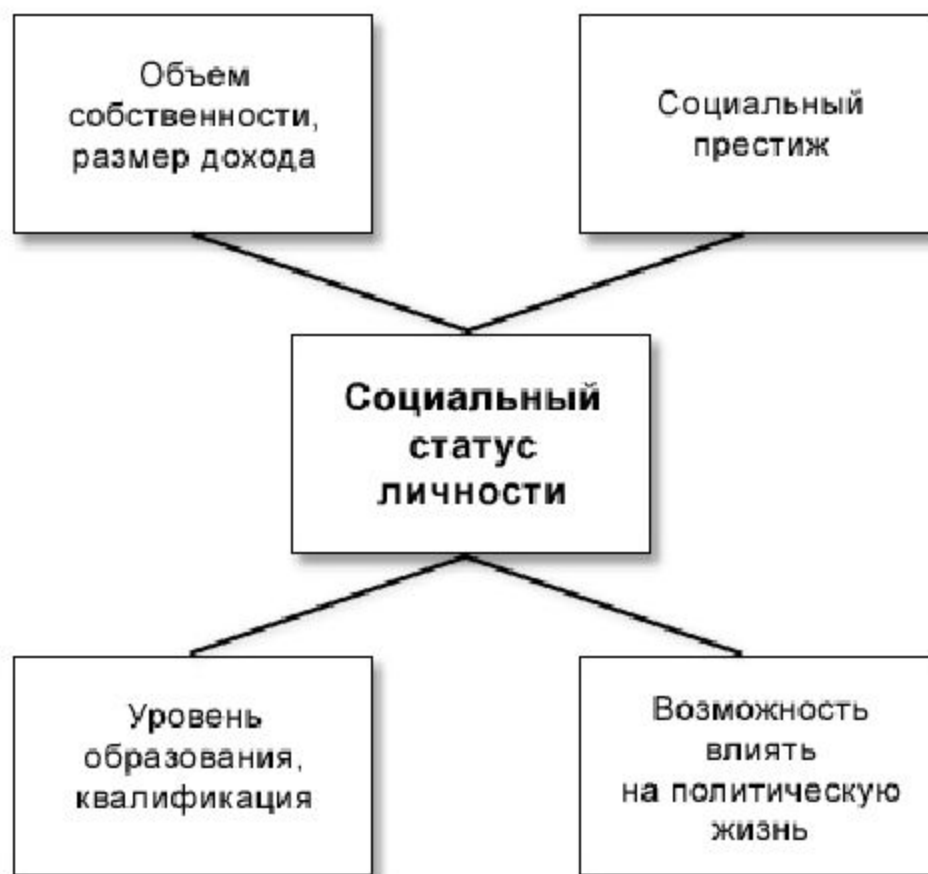 Объем
собственности,
размер дохода
Социальный
престиж
Социальный
статус
личности
Уровень
образования,
квалификация
Возможность
влиять
на политическую
жизнь